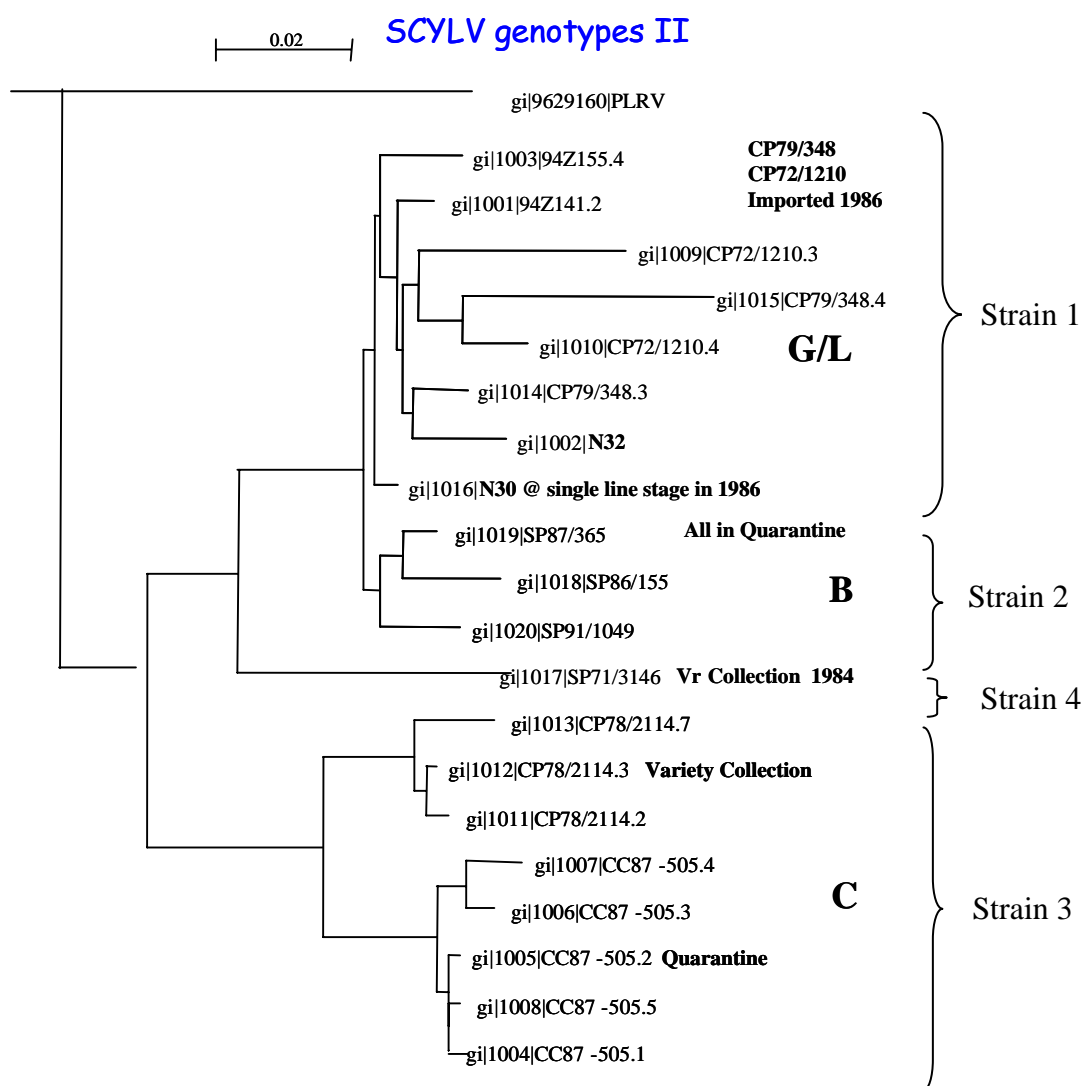 SCYLV genotypes II
0.02
gi|9629160|PLRV
gi|1003|94Z155.4
CP79/348
CP72/1210
Imported 1986
gi|1001|94Z141.2
gi|1009|CP72/1210.3
gi|1015|CP79/348.4
Strain 1
gi|1010|CP72/1210.4
G/L
gi|1014|CP79/348.3
gi|1002|N32
gi|1016|N30 @ single line stage in 1986
gi|1019|SP87/365
All in Quarantine
gi|1018|SP86/155
B
Strain 2
gi|1020|SP91/1049
gi|1017|SP71/3146 Vr Collection 1984
Strain 4
gi|1013|CP78/2114.7
gi|1012|CP78/2114.3 Variety Collection
gi|1011|CP78/2114.2
gi|1007|CC87 -505.4
C
Strain 3
gi|1006|CC87 -505.3
gi|1005|CC87 -505.2 Quarantine
gi|1008|CC87 -505.5
gi|1004|CC87 -505.1